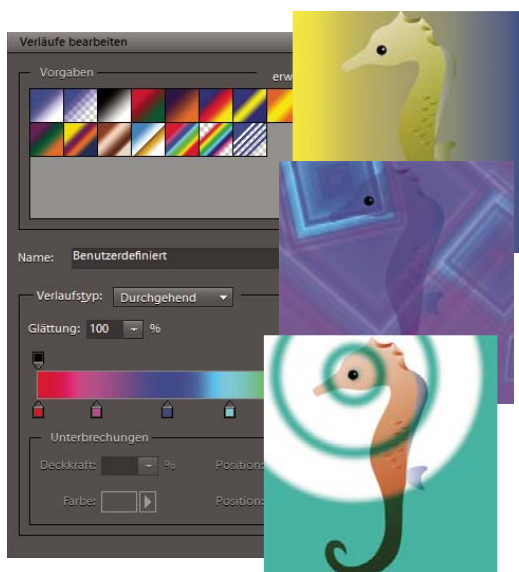 Verläufe bearbeiten
Vorgaben
erw
Name: Benutzerdefiniert
Verlaufstyp: Durchgehend
Glättung: 100 %
Unterbrechungen
Deckkraft: % Position:
Farbe: Position: